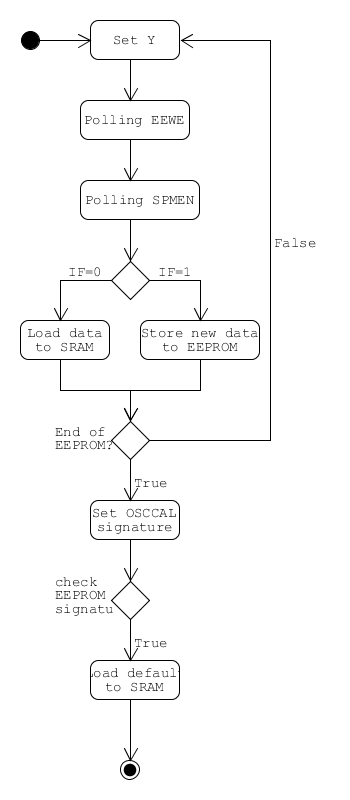 Set Y
Polling EEWE
Polling SPMEN
IF=0
IF=1
Load data
to SRAM
Store new data
to EEPROM
False
End of
EEPROM?
True
Set OSCCAL
signature
check
EEPROM
signatu
True
oad defaul
to SRAM